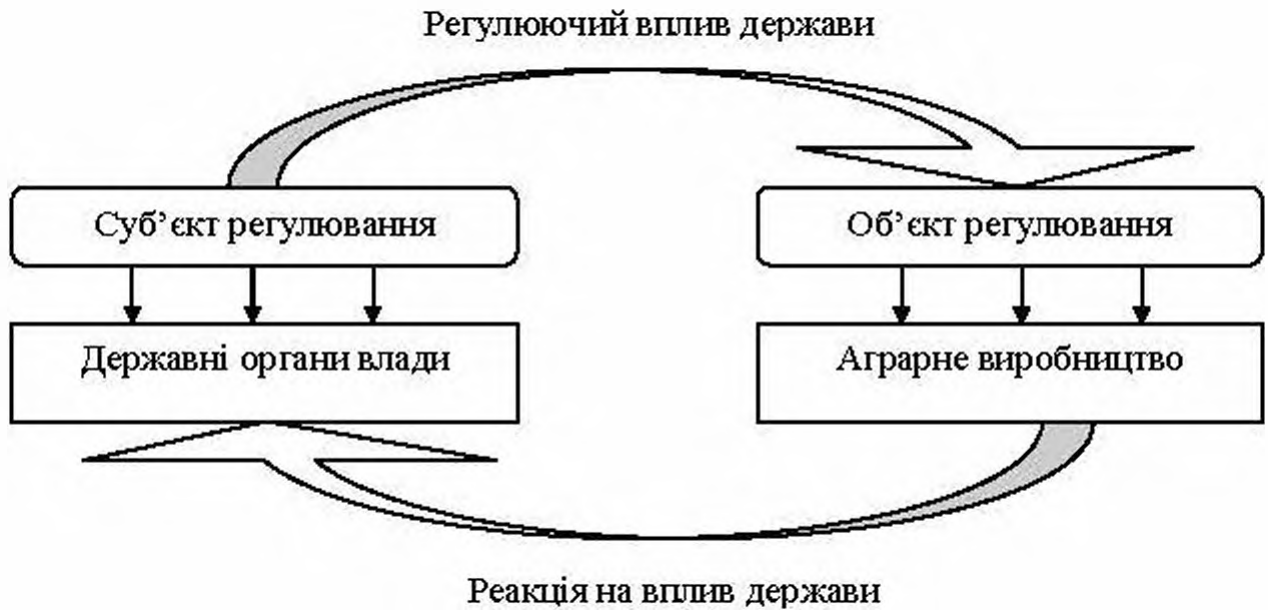 Регулюючий вплив держави
Суб’єкт регулювання
Об’єкт регулювання
Державні органи влади
Аграрне виробництво
Реакція на вплив держави